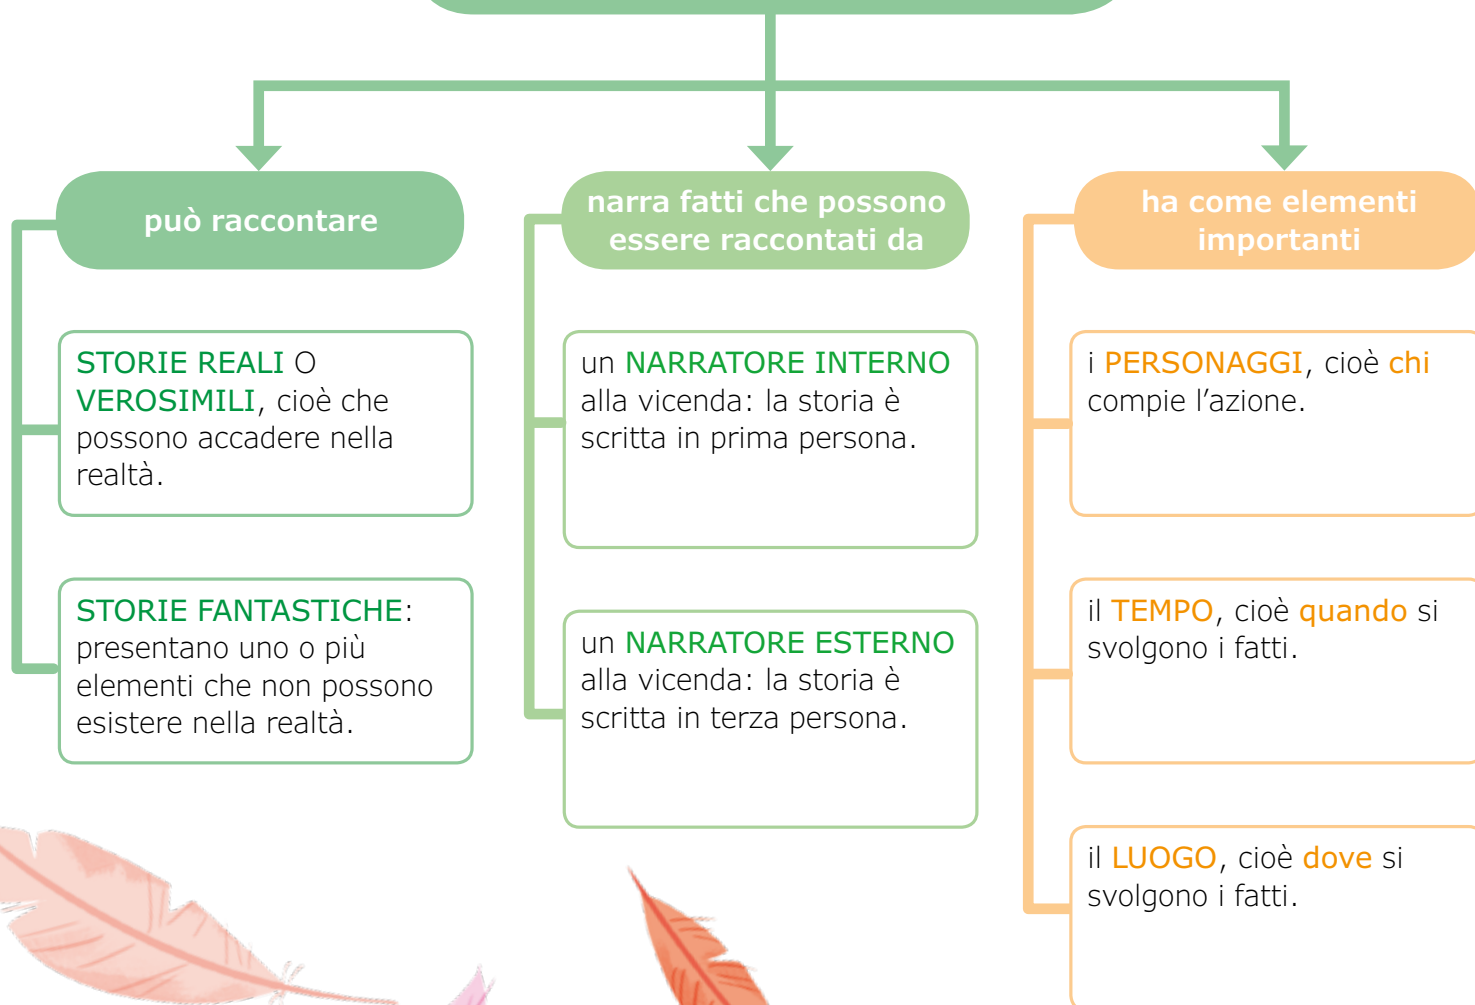 può raccontare
STORIE REALI O
VEROSIMILI, cioè che
possono accadere nella
realtà.
STORIE FANTASTICHE:
presentano uno o più
elementi che non possono
esistere nella realtà.
narra fatti che possono
essere raccontati da
un NARRATORE INTERNO
alla vicenda: la storia è
scritta in prima persona.
un NARRATORE ESTERNO
alla vicenda: la storia è
scritta in terza persona.
ha come elementi
importanti
i PERSONAGGI, cioè chi
compie l’azione.
il TEMPO, cioè quando si
svolgono i fatti.
il LUOGO, cioè dove si
svolgono i fatti.